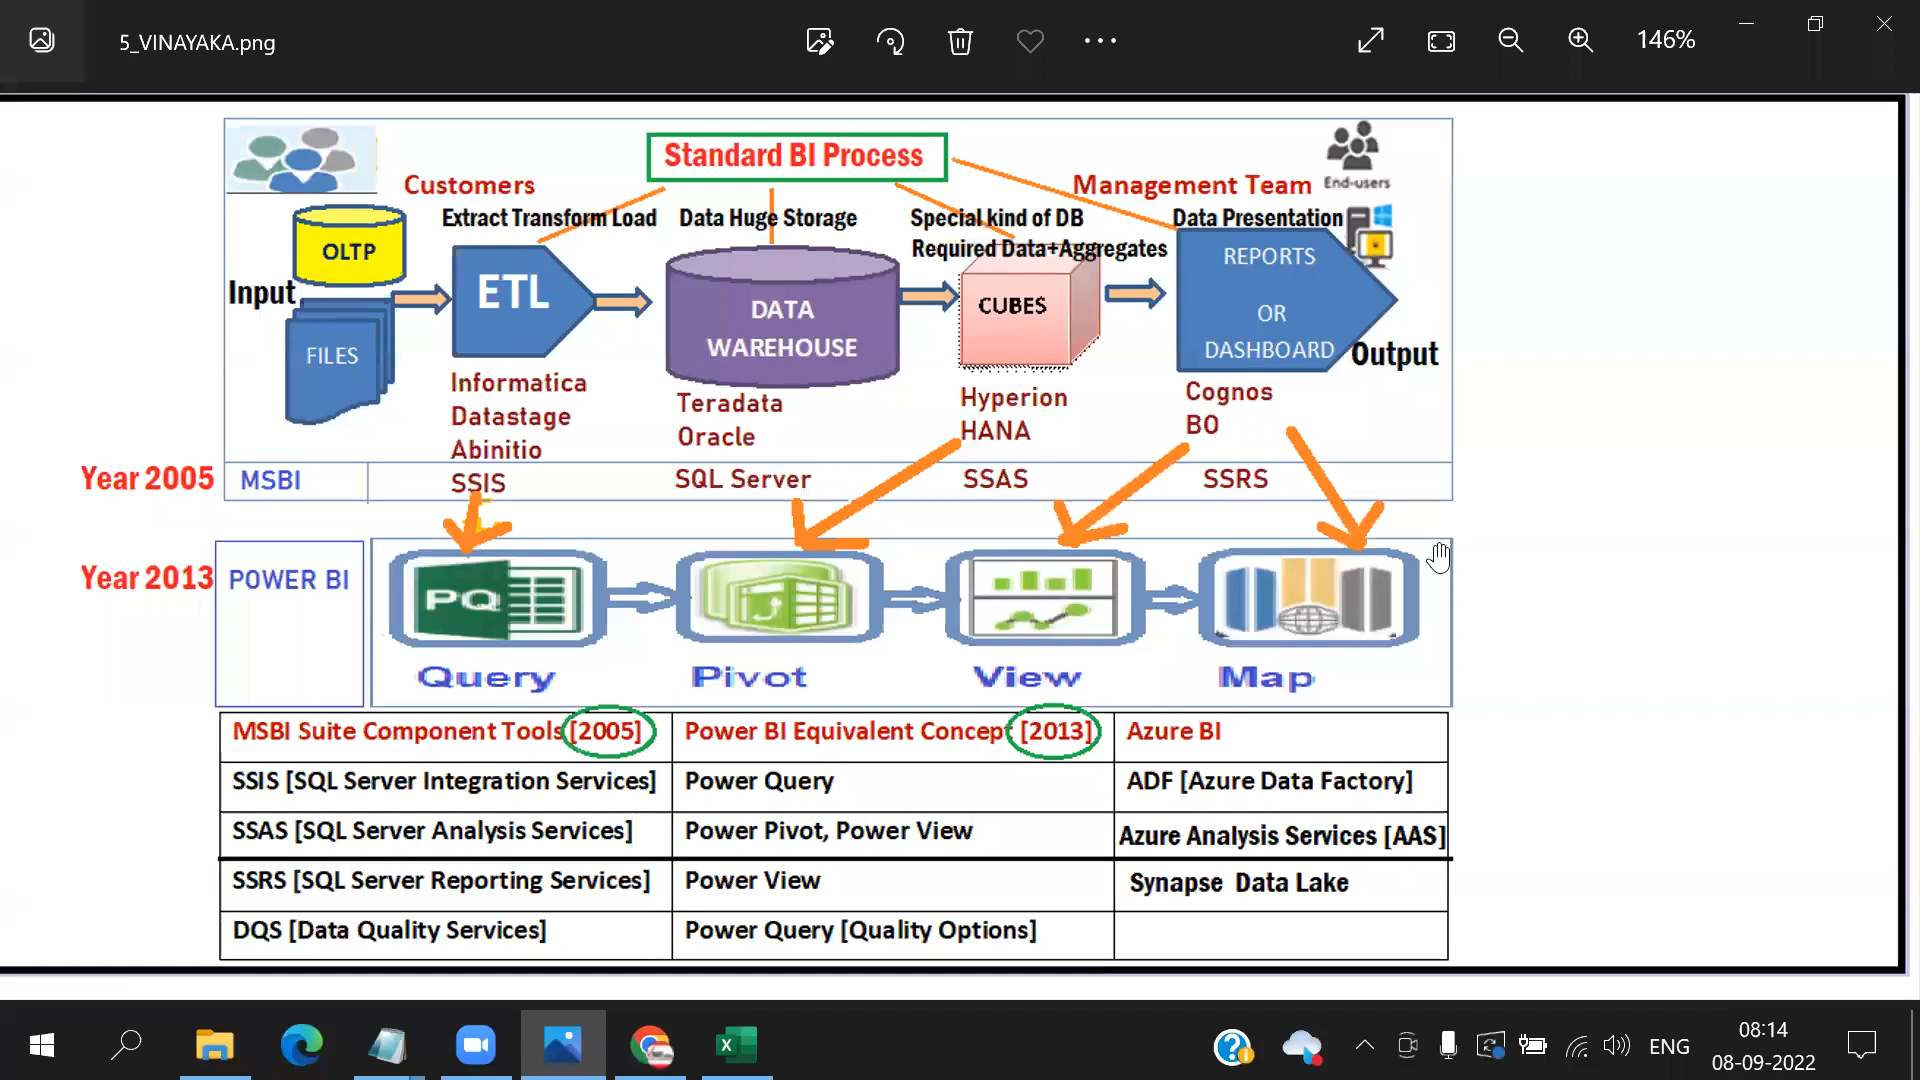 5_VINAYAKA.png
146%
Standard BI Process
Customers
Management Team
End-users
Extract Transform Load
Data Huge Storage
Special kind of DB
Required Data+Aggregates
Data Presentation
OLTP
Input
FILES
ETL
DATA
WAREHOUSE
CUBES
REPORTS
OR
DASHBOARD
Output
Informatica
Datastage
Abinitio
SSIS
Teradata
Oracle
SQL Server
Hyperion
HANA
SSAS
Cognos
BO
SSRS
Year 2005
MSBI
Year 2013
POWER BI
PQ
Query
Pivot
View
Map
MSBI Suite Component Tools [2005]
Power BI Equivalent Concept [2013]
Azure BI
SSIS [SQL Server Integration Services]
Power Query
ADF [Azure Data Factory]
SSAS [SQL Server Analysis Services]
Power Pivot, Power View
Azure Analysis Services [AAS]
SSRS [SQL Server Reporting Services]
Power View
Synapse Data Lake
DQS [Data Quality Services]
Power Query [Quality Options]
ENG
08:14
08-09-2022